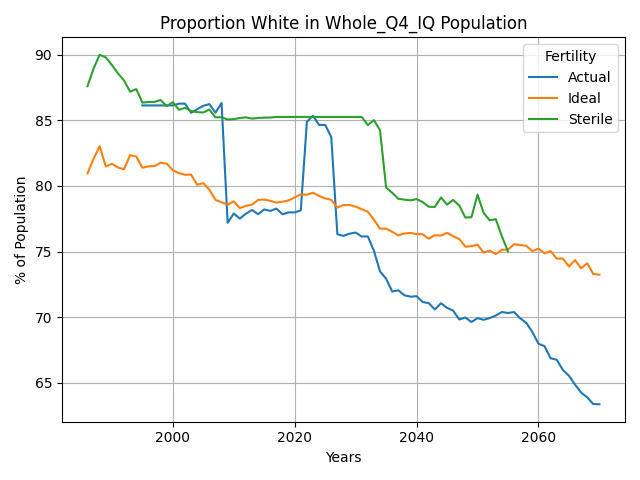 Proportion White in Whole_Q4_IQ Population
% of Population
90
85
80
75
70
65
Fertility
Actual
Ideal
Sterile
2000
2020
2040
2060
Years